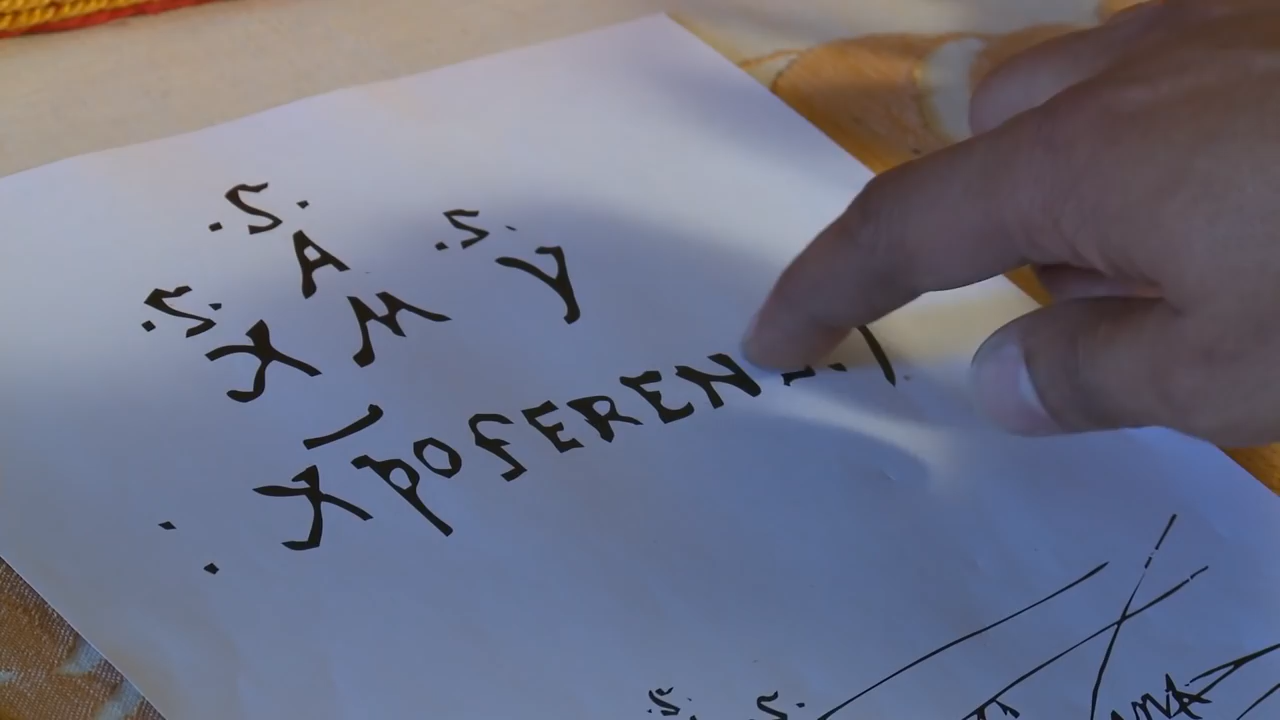 .S.
.S. A .S.
X M Y
: XpoFEREN
.S. .S.